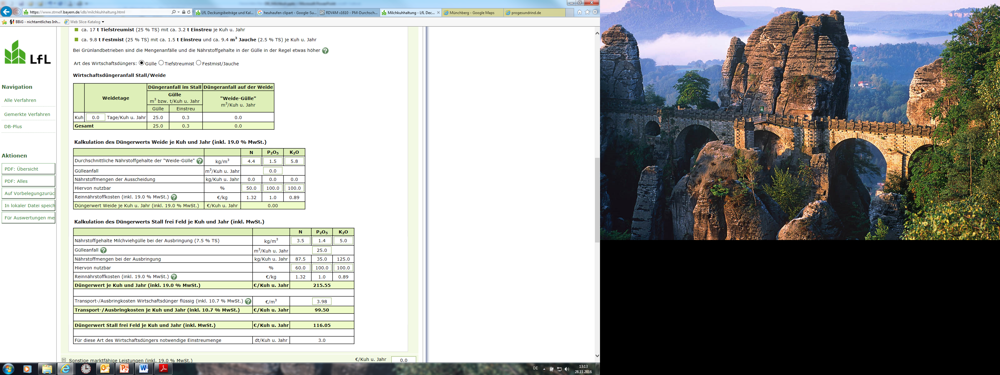 https://www.stmelf.bayern.de/idb/milchkuhhaltung.html
LfL Deckungsbeiträge und Kal...
heuhaufen clipart - Google-Su...
RDV4M v1610 - PM-Durchsch...
Milchkuhhaltung - LfL Dec...
Münchberg - Google Maps
progesundrind.de
BBiG - nichtamtliches Inh...
Web Slice-Katalog
LfL
Navigation
Alle Verfahren
Gemerkte Verfahren
DB-Plus
Aktionen
PDF: Übersicht
PDF: Alles
Auf Vorbelegungzurüc
In lokaler Datei speich
Für Auswertungen me
ca. 17 t Tiefstreumist (25 % TS) mit ca. 3.2 t Einstreu je Kuh u. Jahr
ca. 9.8 t Festmist (25 % TS) mit ca. 1.5 t Einstreu und ca. 9.4 m³ Jauche (2.5 % TS) je Kuh u. Jahr
Bei Grünlandbetrieben sind die Mengenanfälle und die Nährstoffgehalte in der Gülle in der Regel etwas höher ?
Art des Wirtschaftsdüngers: Gülle Tiefstreumist Festmist/Jauche
Wirtschaftsdüngeranfall Stall/Weide
Weidetage
Düngeranfall im Stall Düngeranfall auf der Weide
Gülle
m³ bzw. t/Kuh u. Jahr
"Weide-Gülle"
m³/Kuh u. Jahr
Gülle Einstreu
Kuh 0.0 Tage/Kuh u. Jahr 25.0 0.3 0.0
Gesamt 25.0 0.3 0.0
Kalkulation des Düngerwerts Weide je Kuh und Jahr (inkl. 19.0 % MwSt.)
N P₂O₅ K₂O
Durchschnittliche Nährstoffgehalte der "Weide-Gülle" ? kg/m³ 4.4 1.5 5.8
Gülleanfall m³/Kuh u. Jahr 0.0
Nährstoffmengen der Ausscheidung kg/Kuh u. Jahr 0.0 0.0 0.0
Hiervon nutzbar % 50.0 100.0 100.0
Reinnährstoffkosten (inkl. 19.0 % MwSt.) ? €/kg 1.32 1.0 0.89
Düngerwert Weide je Kuh u. Jahr (inkl. 19.0 % MwSt.) €/Kuh u. Jahr 0.00
Kalkulation des Düngerwerts Stall frei Feld je Kuh und Jahr (inkl. MwSt.)
N P₂O₅ K₂O
Nährstoffgehalte Milchviehgülle bei der Ausbringung (7.5 % TS) kg/m³ 3.5 1.4 5.0
Gülleanfall ? m³/Kuh u. Jahr 25.0
Nährstoffmengen bei der Ausbringung kg/Kuh u. Jahr 87.5 35.0 125.0
Hiervon nutzbar % 60.0 100.0 100.0
Reinnährstoffkosten (inkl. 19.0 % MwSt.) ? €/kg 1.32 1.0 0.89
Düngerwert je Kuh und Jahr (inkl. 19.0 % MwSt.) €/Kuh u. Jahr 215.55
Transport-/Ausbringkosten Wirtschaftsdünger flüssig (inkl. 10.7 % MwSt.) ? €/m³ 3.98
Transport-/Ausbringkosten je Kuh und Jahr (inkl. 10.7 % MwSt.) €/Kuh u. Jahr 99.50
Düngerwert Stall frei Feld je Kuh und Jahr (inkl. MwSt.) €/Kuh u. Jahr 116.05
Für diese Art des Wirtschaftsdüngers notwendige Einstreumenge dt/Kuh u. Jahr 3.0
Sonstige marktfähige Leistungen (inkl. 19.0 % MwSt.) €/Kuh u. Jahr 0.0
DE
13:13
28.11.2016